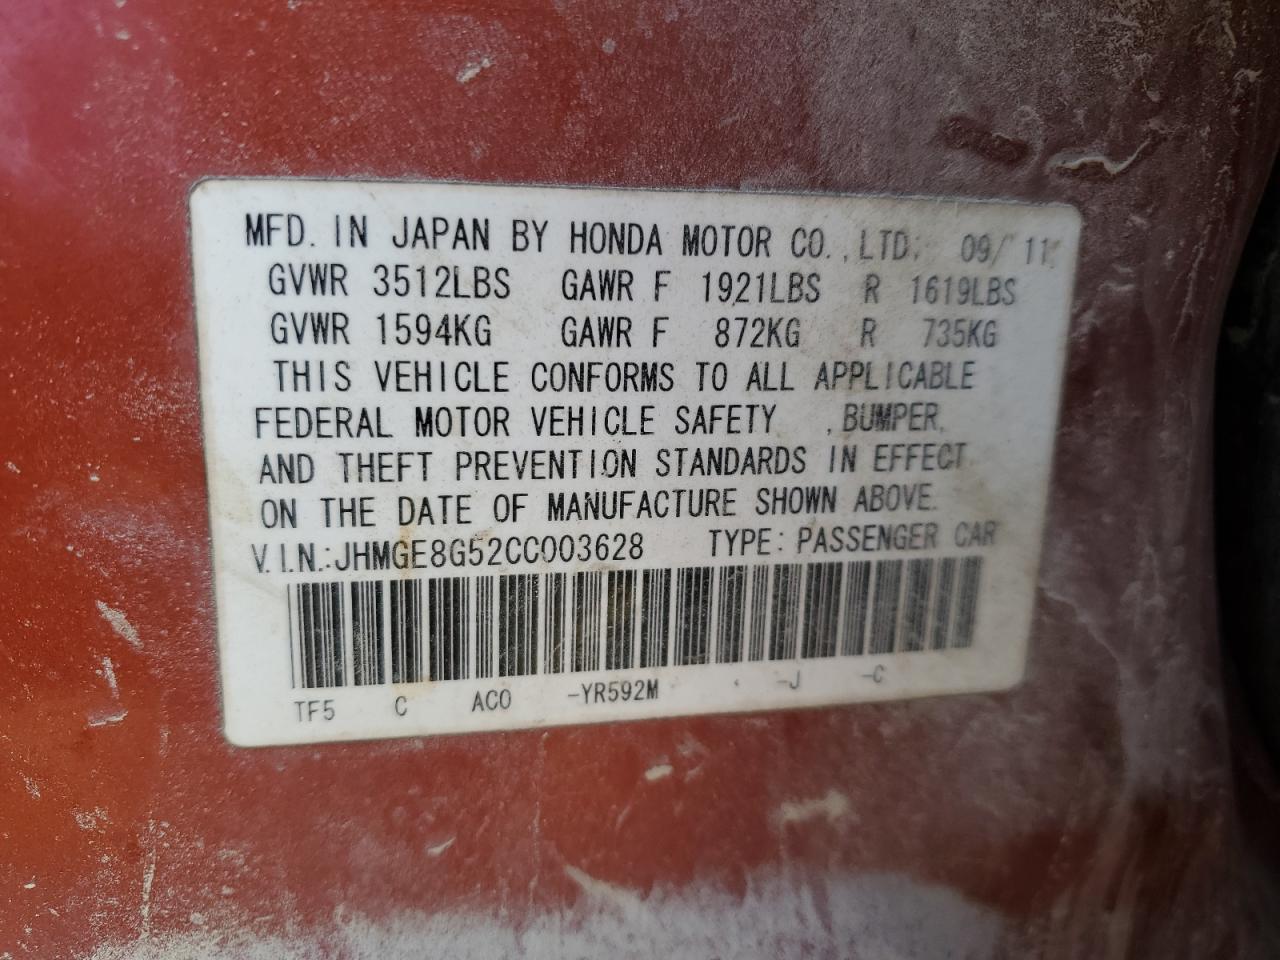 MFD. IN JAPAN BY HONDA MOTOR CO.,LTD. 09/ 11
GVWR 3512LBS GAWR F 1921LBS R 1619LBS
GVWR 1594KG GAWR F 872KG R 735KG
THIS VEHICLE CONFORMS TO ALL APPLICABLE
FEDERAL MOTOR VEHICLE SAFETY ,BUMPER,
AND THEFT PREVENTION STANDARDS IN EFFECT
ON THE DATE OF MANUFACTURE SHOWN ABOVE.
V.I.N.:JHMGE8G52CC003628 TYPE: PASSENGER CAR
TF5 C AC0 -YR592M -J -C